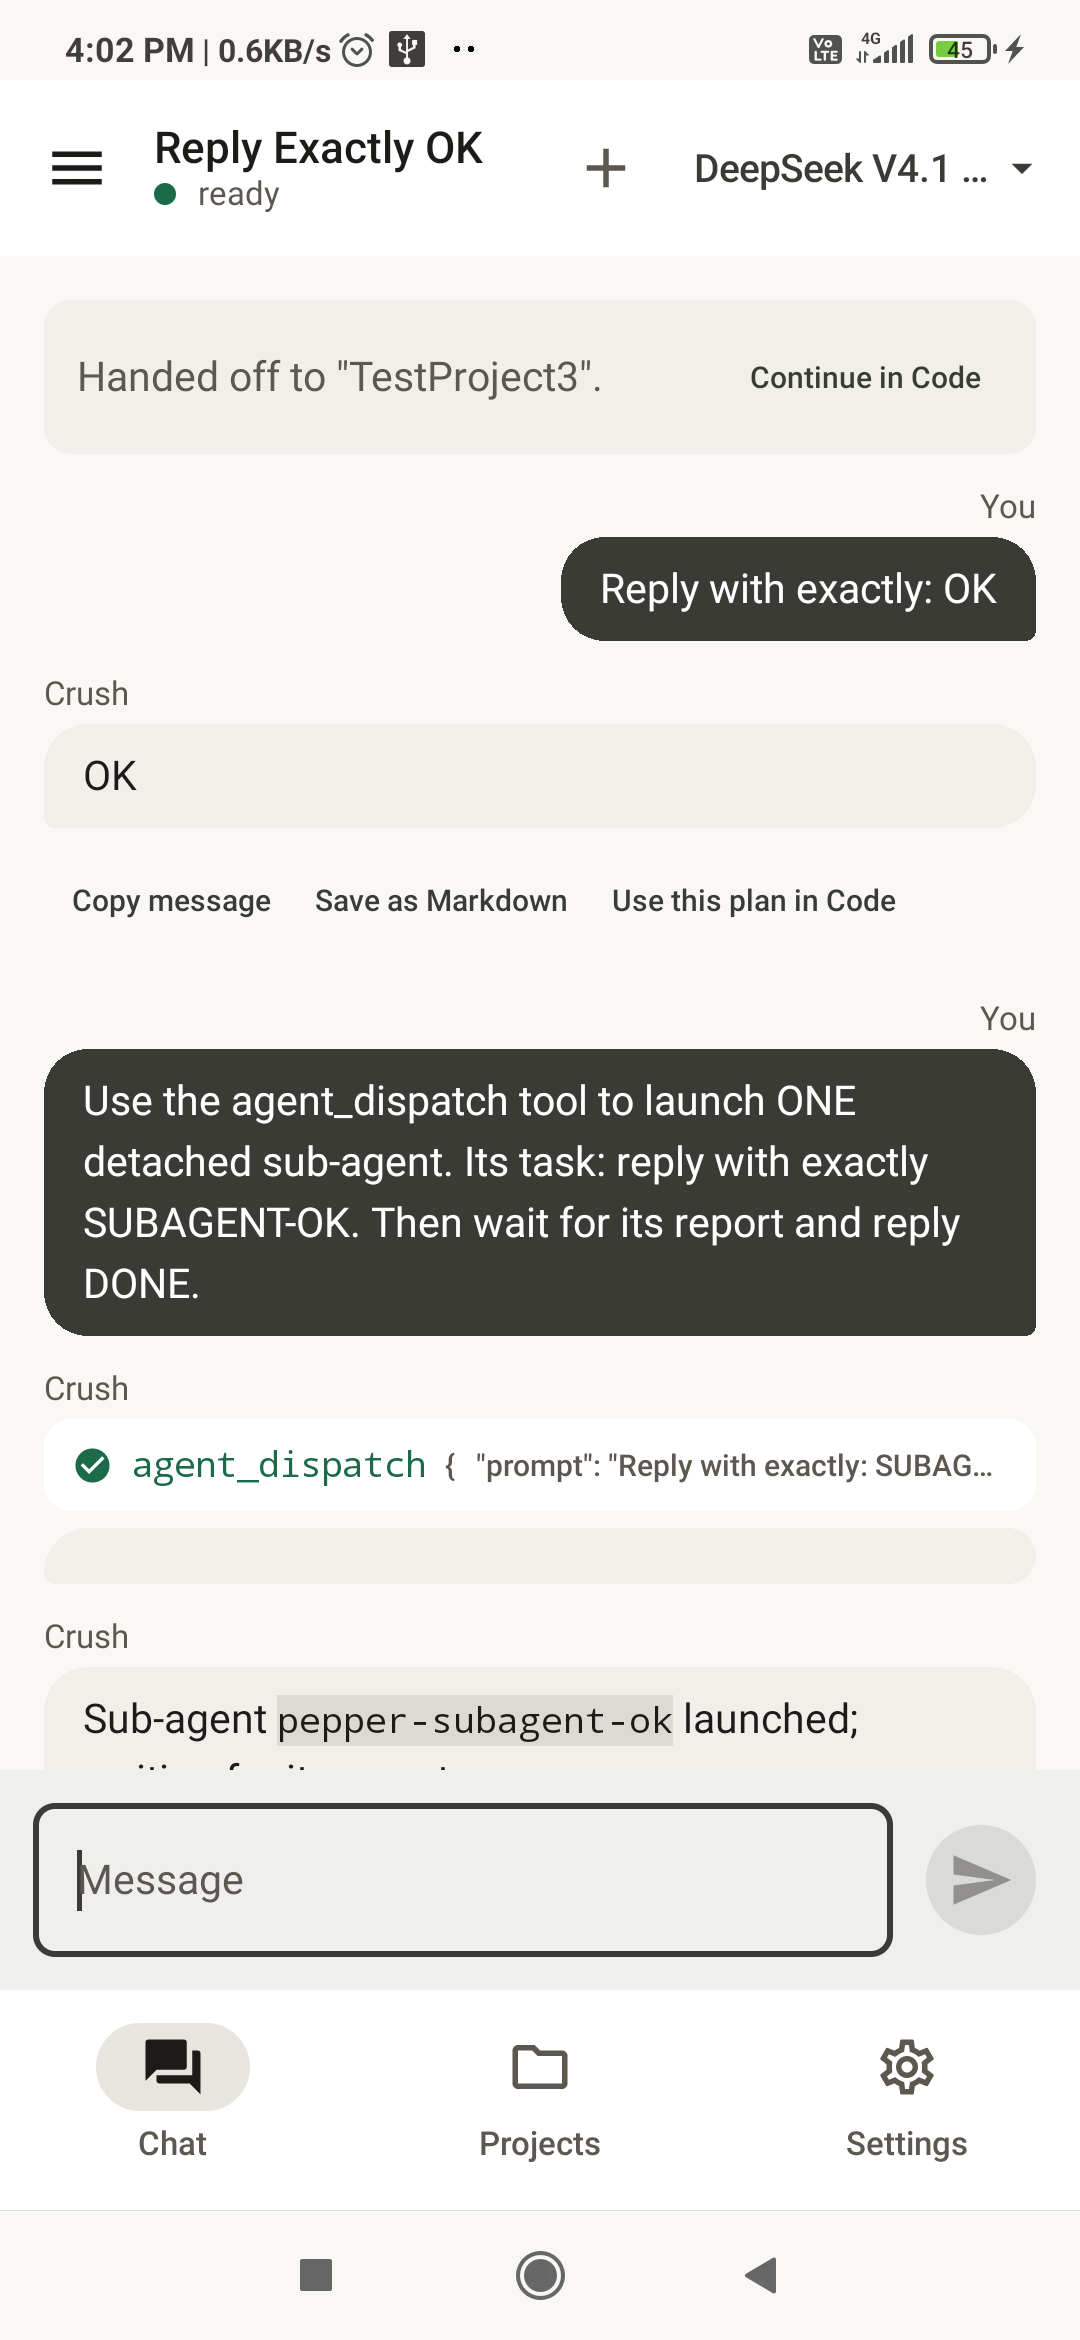 4:02 PM | 0.6KB/s
Vo LTE 4G 45
Reply Exactly OK
ready
DeepSeek V4.1 ...
Handed off to "TestProject3".
Continue in Code
You
Reply with exactly: OK
Crush
OK
Copy message Save as Markdown Use this plan in Code
You
Use the agent_dispatch tool to launch ONE
detached sub-agent. Its task: reply with exactly
SUBAGENT-OK. Then wait for its report and reply
DONE.
Crush
agent_dispatch { "prompt": "Reply with exactly: SUBAG...
Crush
Sub-agent pepper-subagent-ok launched;
Message
Chat Projects Settings